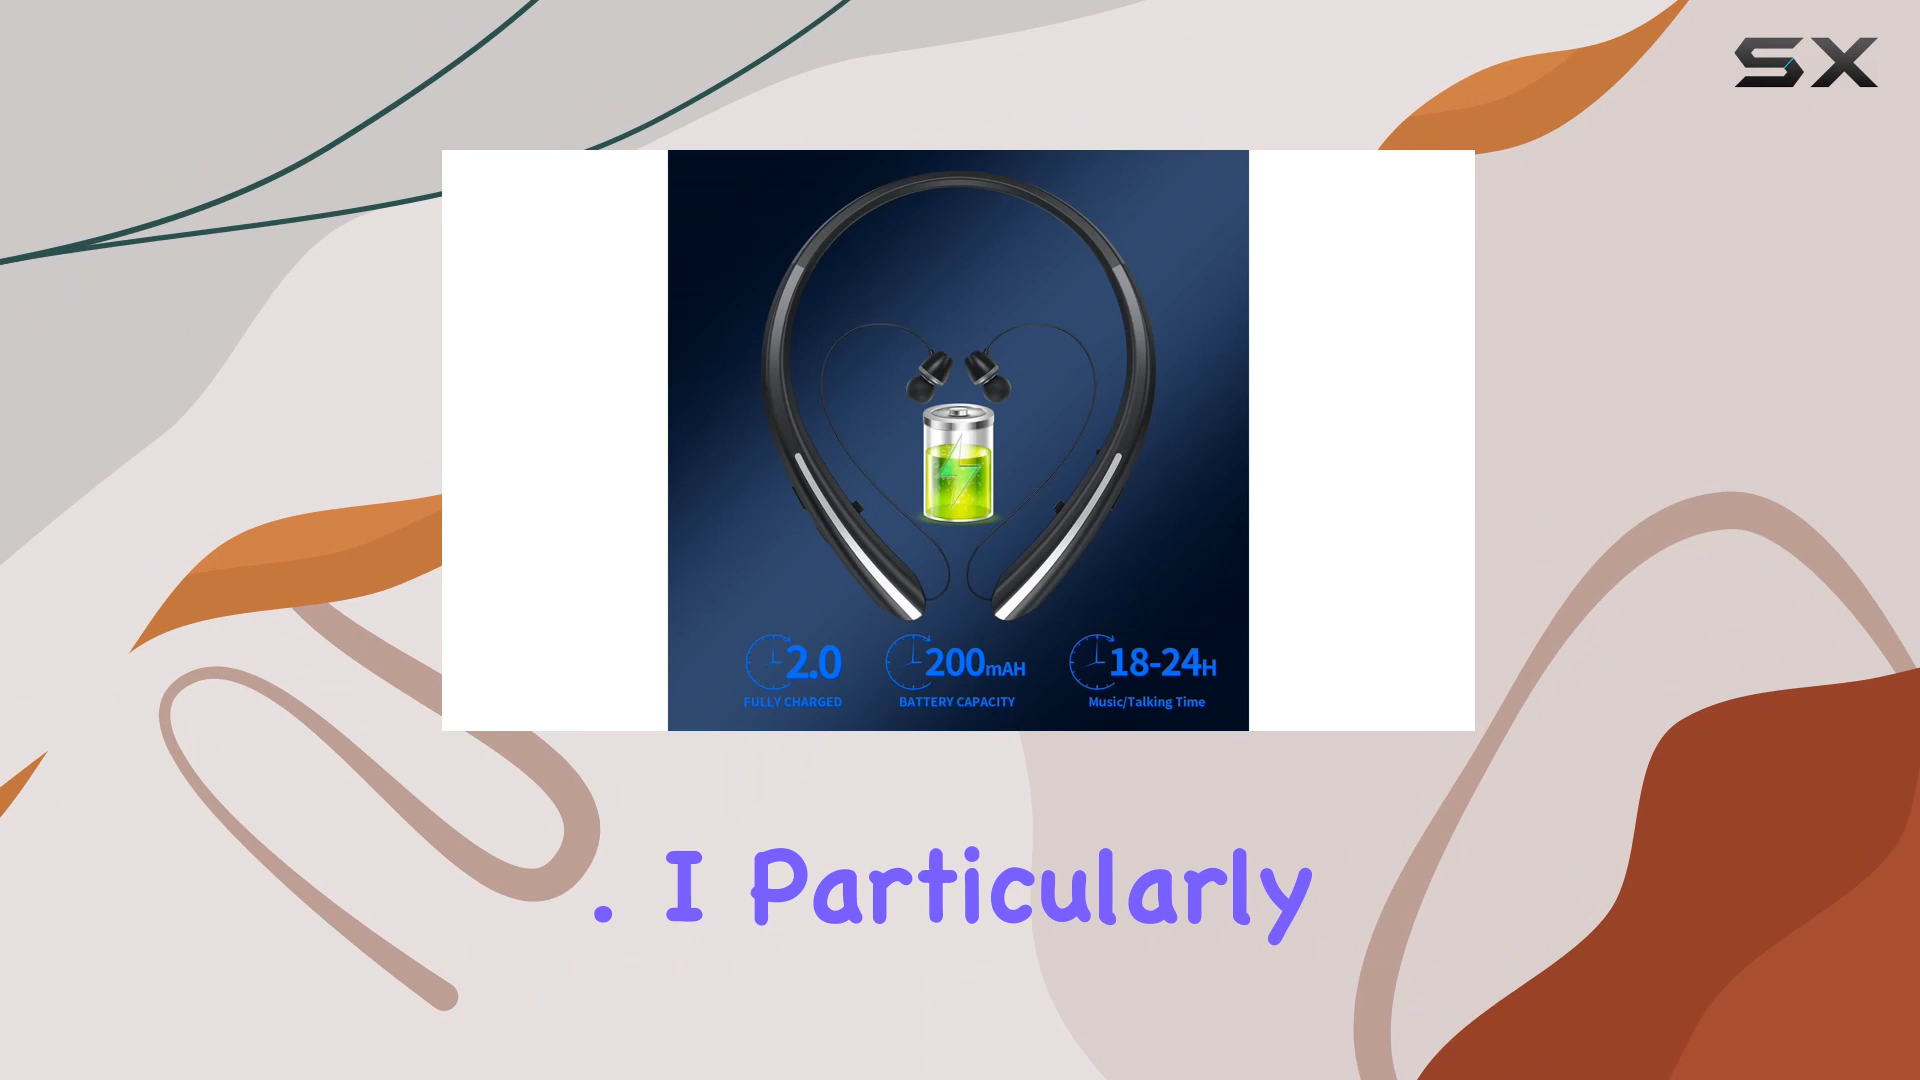 SX
2.0
FULLY CHARGED
200mAH
BATTERY CAPACITY
18-24H
Music/Talking Time
. I Particularly